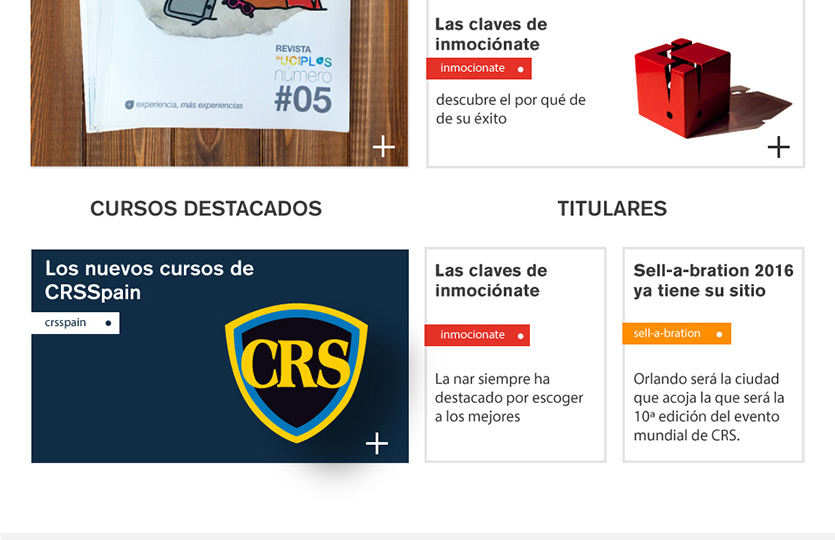 REVISTA
UCIPLUS
número
#05
experiencia, más experiencias
Las claves de
inmociónate
inmocionate
descubre el por qué de
de su éxito
CURSOS DESTACADOS
TITULARES
Los nuevos cursos de
CRSSpain
crsspain
CRS
Las claves de
inmociónate
inmocionate
La nar siempre ha
destacado por escoger
a los mejores
Sell-a-bration 2016
ya tiene su sitio
sell-a-bration
Orlando será la ciudad
que acoja la que será la
10ª edición del evento
mundial de CRS.